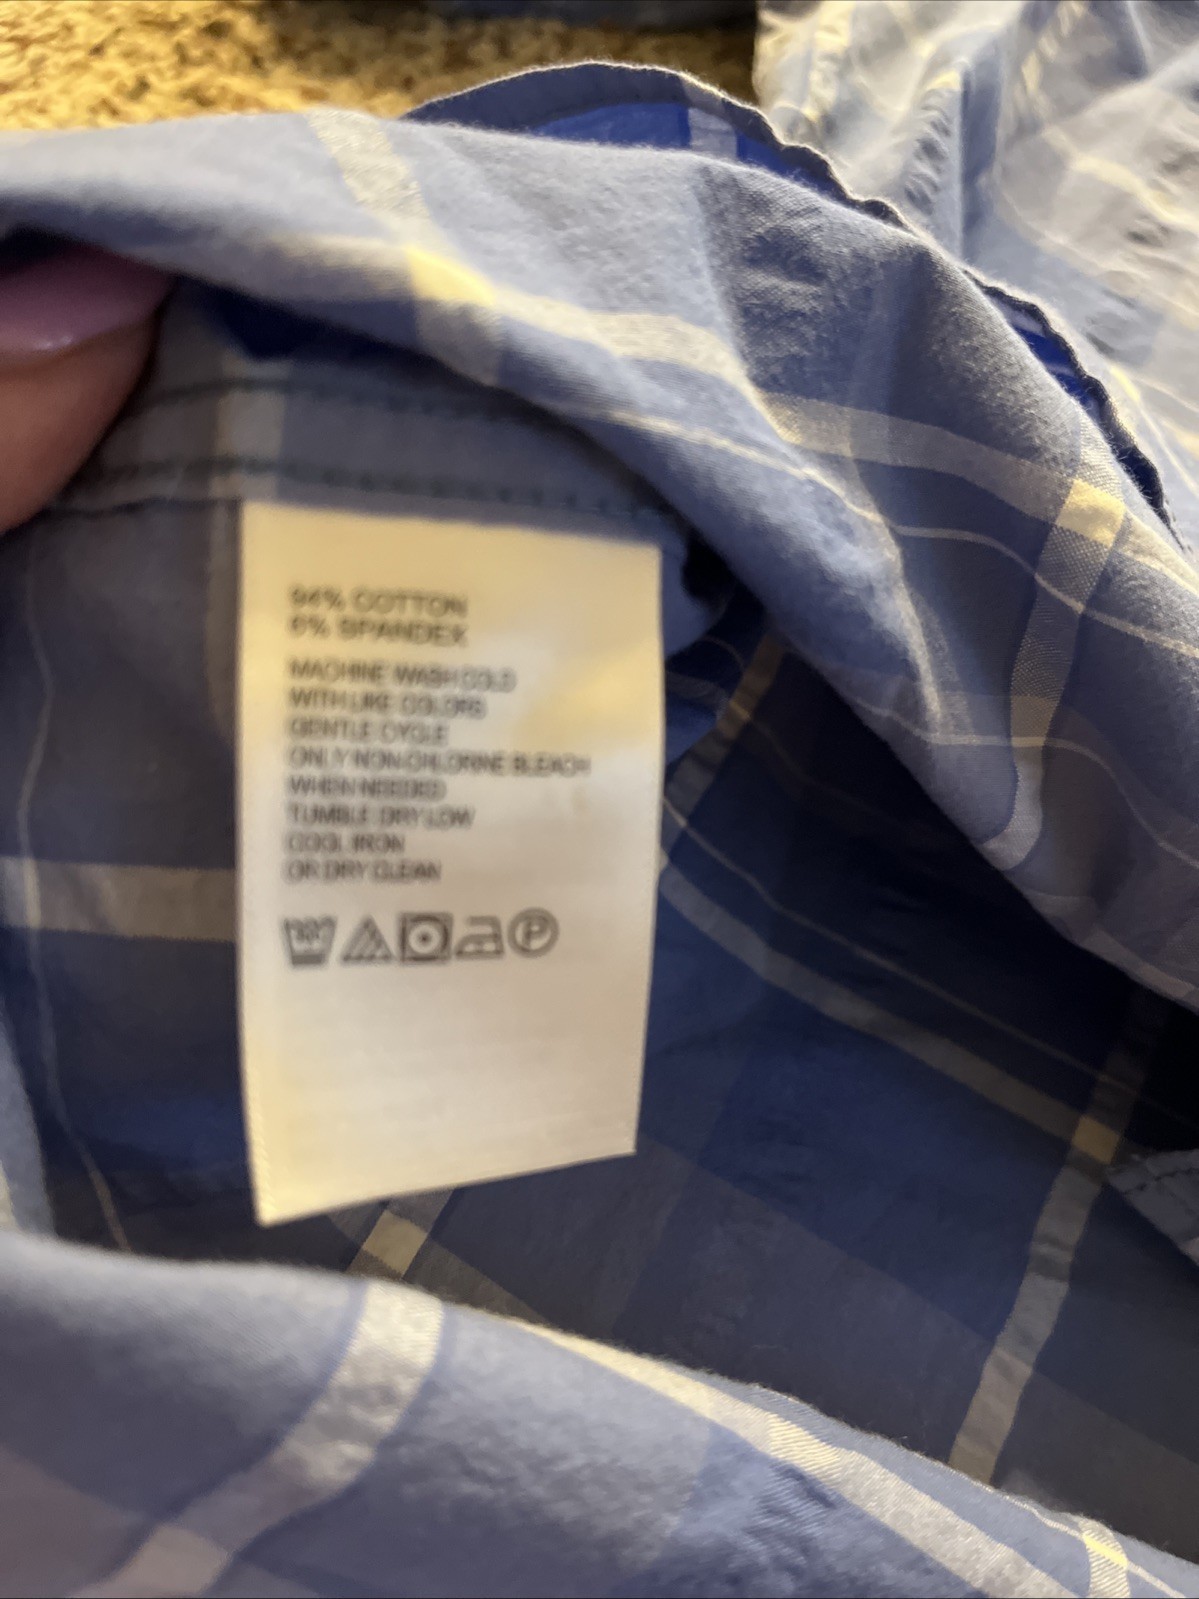 94% COTTON
6% SPANDEX
MACHINE WASH COLD
WITH LIKE COLORS
GENTLE CYCLE
ONLY NON-CHLORINE BLEACH
WHEN NEEDED
TUMBLE DRY LOW
COOL IRON
OR DRY CLEAN
P